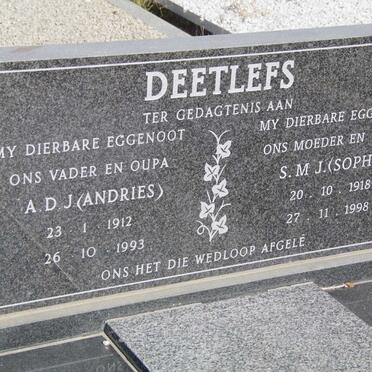 DEETLEFS
TER GEDAGTENIS AAN
MY DIERBARE EGGENOOT
ONS VADER EN OUPA
A.D.J.(ANDRIES)
23 1 1912
26 10 1993
MY DIERBARE
ONS MOEDER EN
S.M.J.(SOPH
20 10 1918
27 11 1998
ONS HET DIE WEDLOOP AFGELÊ